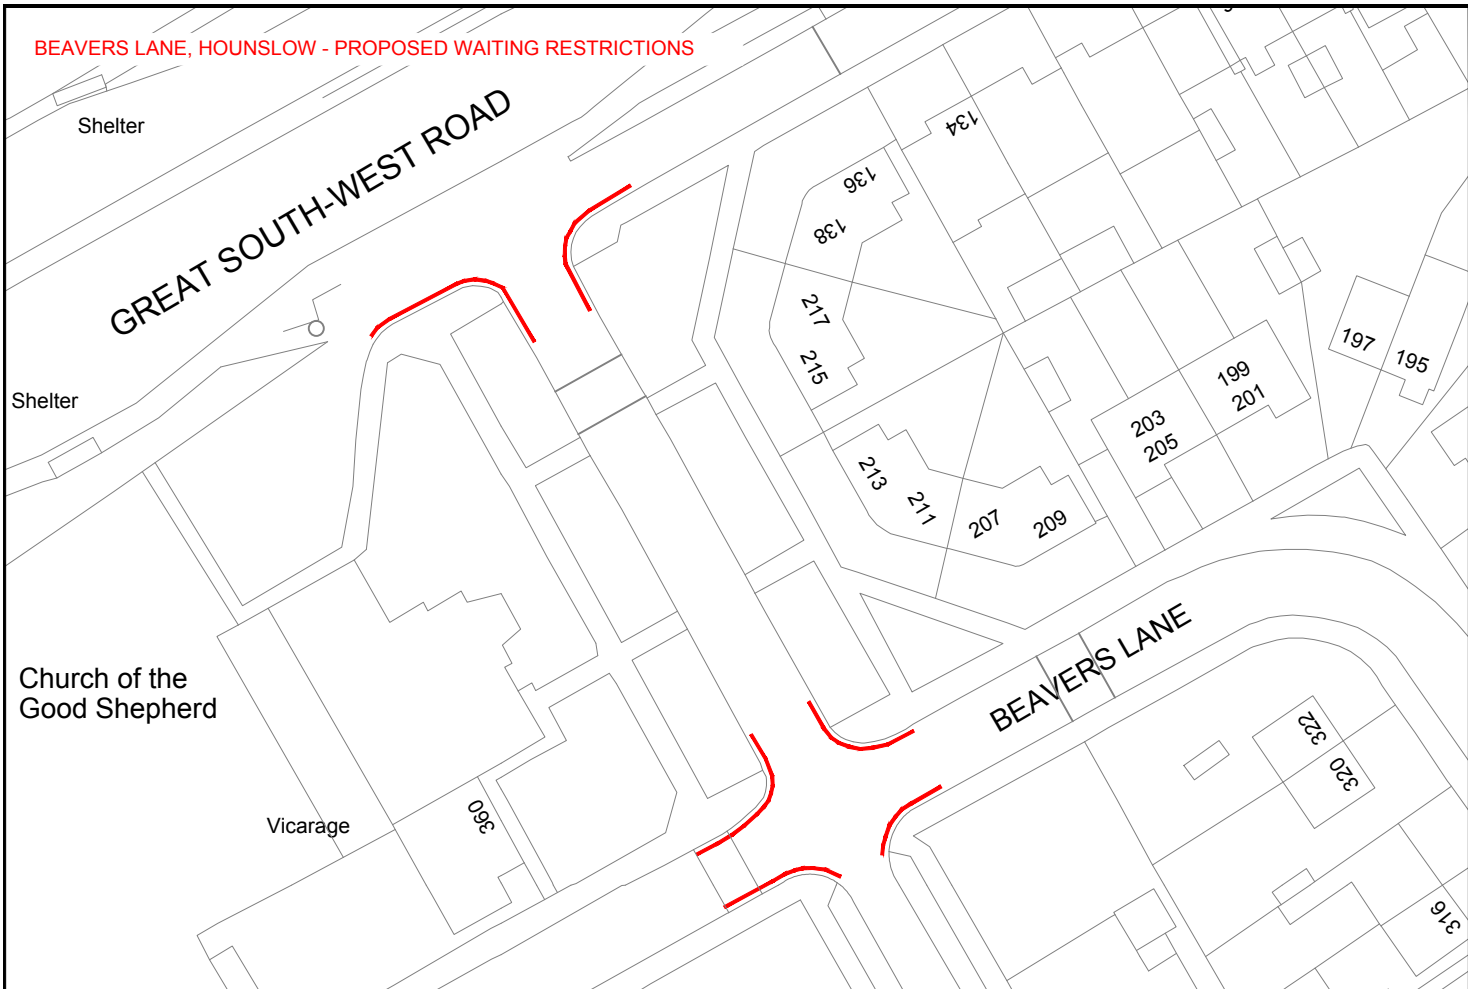 BEAVERS LANE, HOUNSLOW - PROPOSED WAITING RESTRICTIONS
Shelter
GREAT SOUTH-WEST ROAD
134
136
138
217
215
Shelter
197
195
199
201
203
205
213
211
207
209
BEAVERS LANE
Church of the
Good Shepherd
322
320
360
Vicarage
316